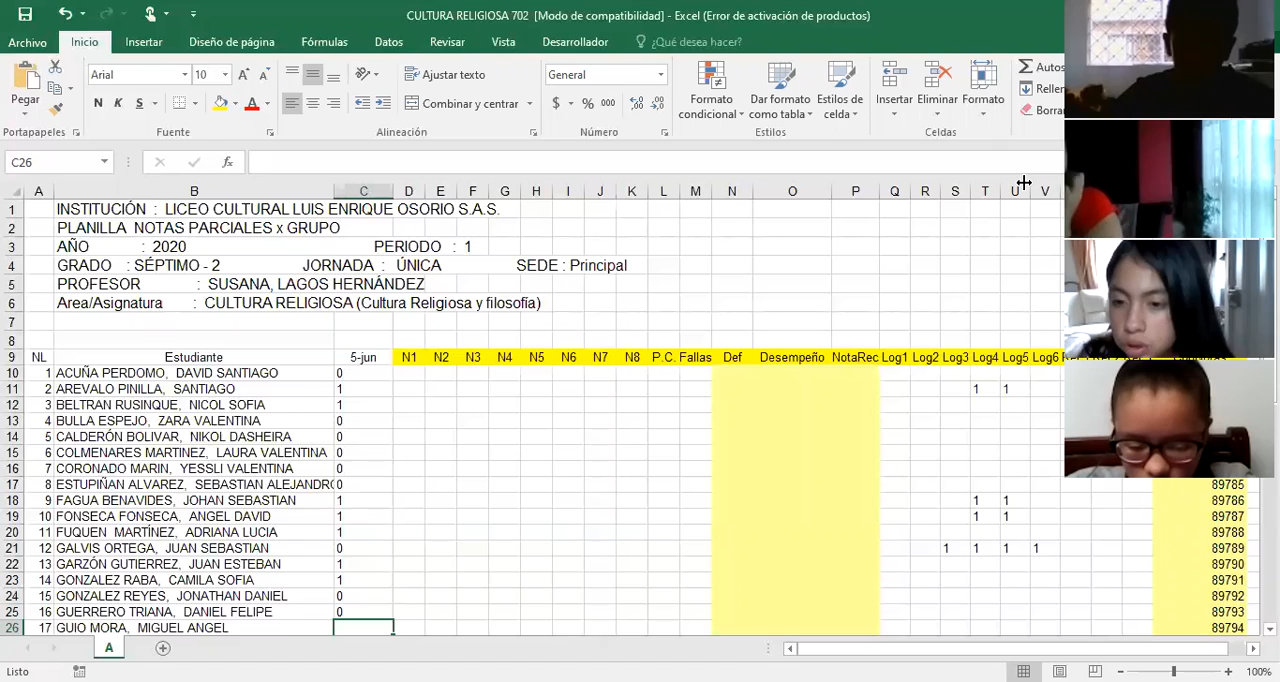 CULTURA RELIGIOSA 702 [Modo de compatibilidad] - Excel (Error de activación de productos)
Archivo Inicio Insertar Diseño de página Fórmulas Datos Revisar Vista Desarrollador ¿Qué desea hacer?
Pegar Arial 10 Ajustar texto General Formato condicional Dar formato como tabla Estilos de celda Insertar Eliminar Formato Autos
N K S Combinar y centrar $ % 000 Rellen
Borra
Portapapeles Fuente Alineación Número Estilos Celdas
C26 fx
A B C D E F G H I J K L M N O P Q R S T U V
1 INSTITUCIÓN : LICEO CULTURAL LUIS ENRIQUE OSORIO S.A.S.
2 PLANILLA NOTAS PARCIALES x GRUPO
3 AÑO : 2020 PERIODO : 1
4 GRADO : SÉPTIMO - 2 JORNADA : ÚNICA SEDE : Principal
5 PROFESOR : SUSANA, LAGOS HERNÁNDEZ
6 Area/Asignatura : CULTURA RELIGIOSA (Cultura Religiosa y filosofía)
7
8
9 NL Estudiante 5-jun N1 N2 N3 N4 N5 N6 N7 N8 P.C. Fallas Def Desempeño NotaRec Log1 Log2 Log3 Log4 Log5 Log6
10 1 ACUÑA PERDOMO, DAVID SANTIAGO 0
11 2 AREVALO PINILLA, SANTIAGO 1 1 1
12 3 BELTRAN RUSINQUE, NICOL SOFIA 1
13 4 BULLA ESPEJO, ZARA VALENTINA 0
14 5 CALDERÓN BOLIVAR, NIKOL DASHEIRA 0
15 6 COLMENARES MARTINEZ, LAURA VALENTINA 0
16 7 CORONADO MARIN, YESSLI VALENTINA 0
17 8 ESTUPIÑAN ALVAREZ, SEBASTIAN ALEJANDRO 0 89785
18 9 FAGUA BENAVIDES, JOHAN SEBASTIAN 1 1 1 89786
19 10 FONSECA FONSECA, ANGEL DAVID 1 1 1 89787
20 11 FUQUEN MARTÍNEZ, ADRIANA LUCIA 1 89788
21 12 GALVIS ORTEGA, JUAN SEBASTIAN 0 1 1 1 1 89789
22 13 GARZÓN GUTIERREZ, JUAN ESTEBAN 1 89790
23 14 GONZALEZ RABA, CAMILA SOFIA 1 89791
24 15 GONZALEZ REYES, JONATHAN DANIEL 0 89792
25 16 GUERRERO TRIANA, DANIEL FELIPE 0 89793
26 17 GUIO MORA, MIGUEL ANGEL 89794
A
Listo 100%